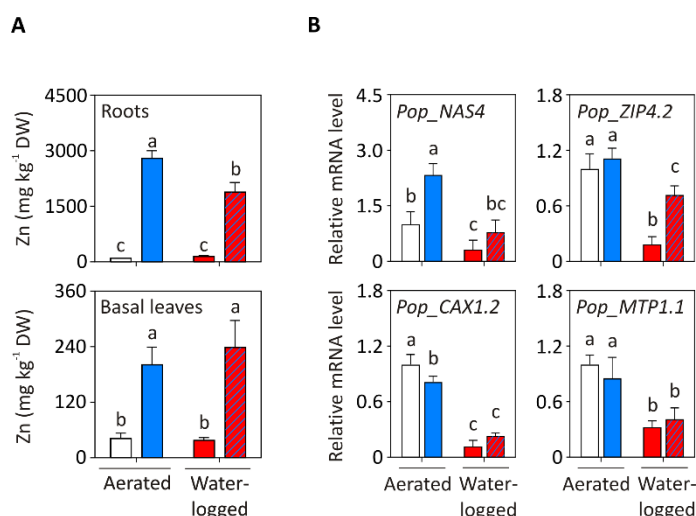 A
B
4500
3000
1500
0
Zn (mg kg-1 DW)
Roots
c
a
c
b
360
240
120
0
Zn (mg kg-1 DW)
Basal leaves
b
a
b
a
Aerated
Water-
logged
4.5
3.0
1.5
0
Relative mRNA level
Pop_NAS4
b
a
c
bc
1.8
1.2
0.6
0
Pop_ZIP4.2
a
a
b
c
1.8
1.2
0.6
0
Relative mRNA level
Pop_CAX1.2
a
b
c
c
Aerated
Water-
logged
1.8
1.2
0.6
0
Pop_MTP1.1
a
a
b
b
Aerated
Water-
logged